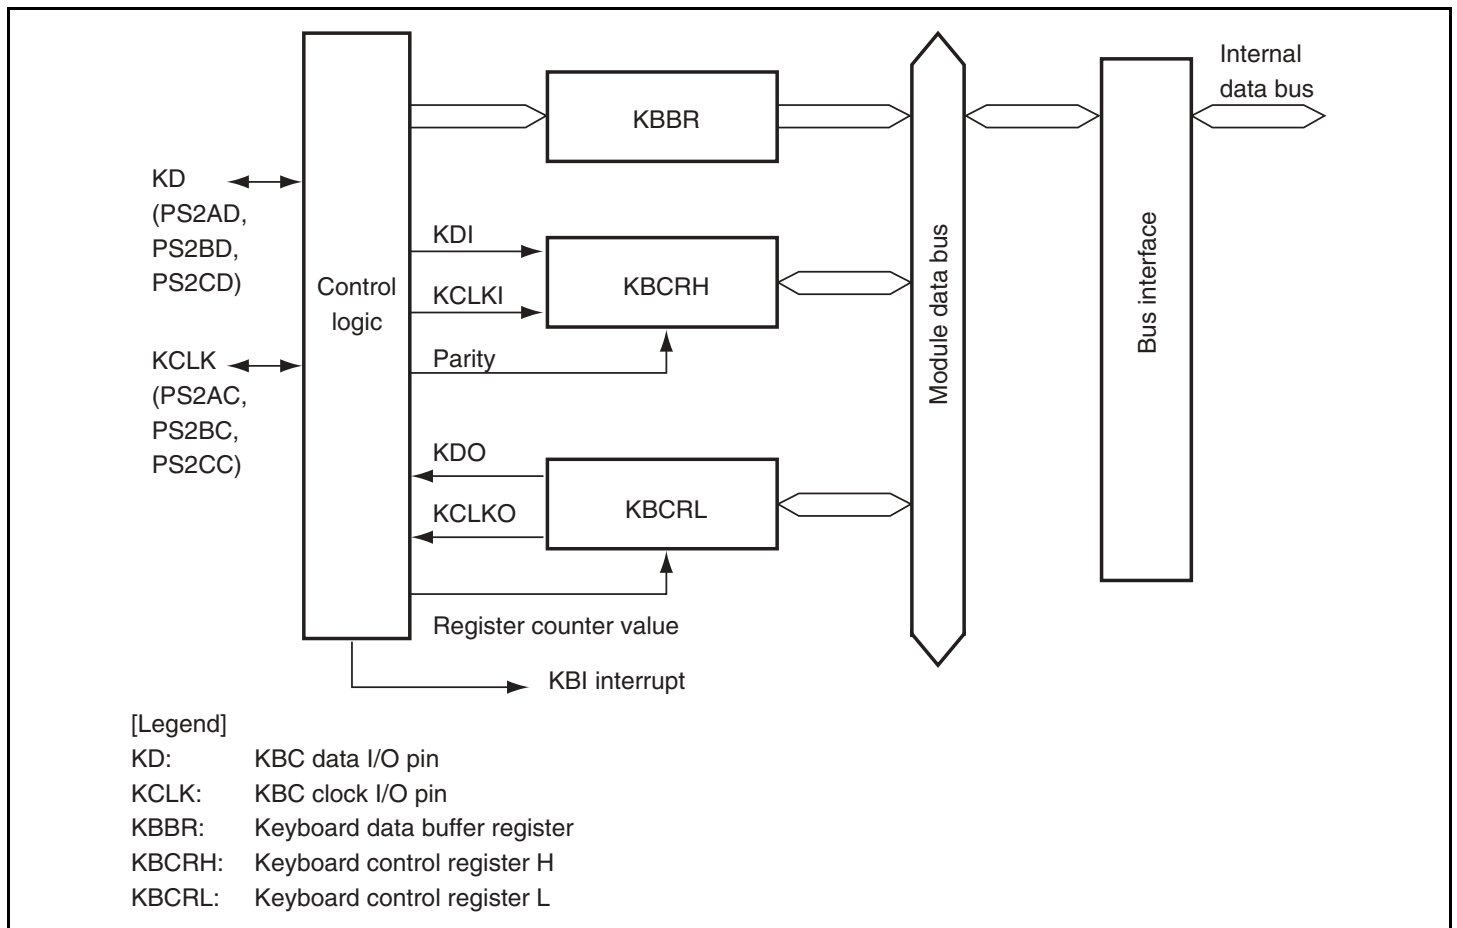 Internal
data bus
KBBR
KD
(PS2AD,
PS2BD,
PS2CD)
KDI
KBCRH
Control
logic
KCLKI
Module data bus
Bus interface
KCLK
(PS2AC,
PS2BC,
PS2CC)
Parity
KDO
KBCRL
KCLKO
Register counter value
KBI interrupt
[Legend]
KD: KBC data I/O pin
KCLK: KBC clock I/O pin
KBBR: Keyboard data buffer register
KBCRH: Keyboard control register H
KBCRL: Keyboard control register L